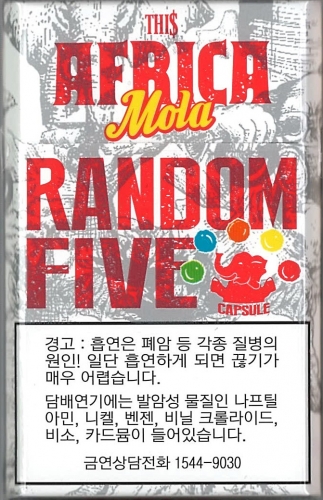 THI$
AFRICA
Mola
RANDOM
FIVE
CAPSULE
경고 : 흡연은 폐암 등 각종 질병의
원인! 일단 흡연하게 되면 끊기가
매우 어렵습니다.
담배연기에는 발암성 물질인 나프틸
아민, 니켈, 벤젠, 비닐 크롤라이드,
비소, 카드뮴이 들어있습니다.
금연상담전화 1544-9030